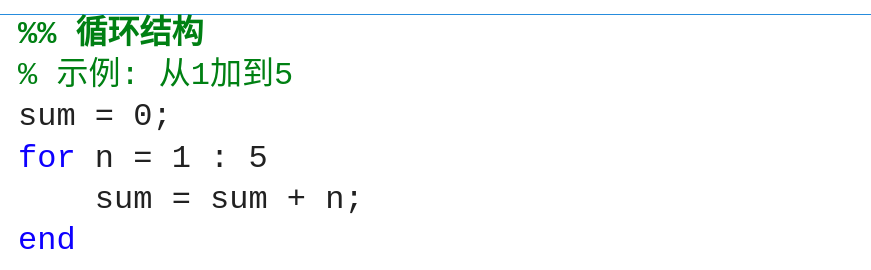 %% 循环结构
% 示例: 从1加到5
sum = 0;
for n = 1 : 5
    sum = sum + n;
end